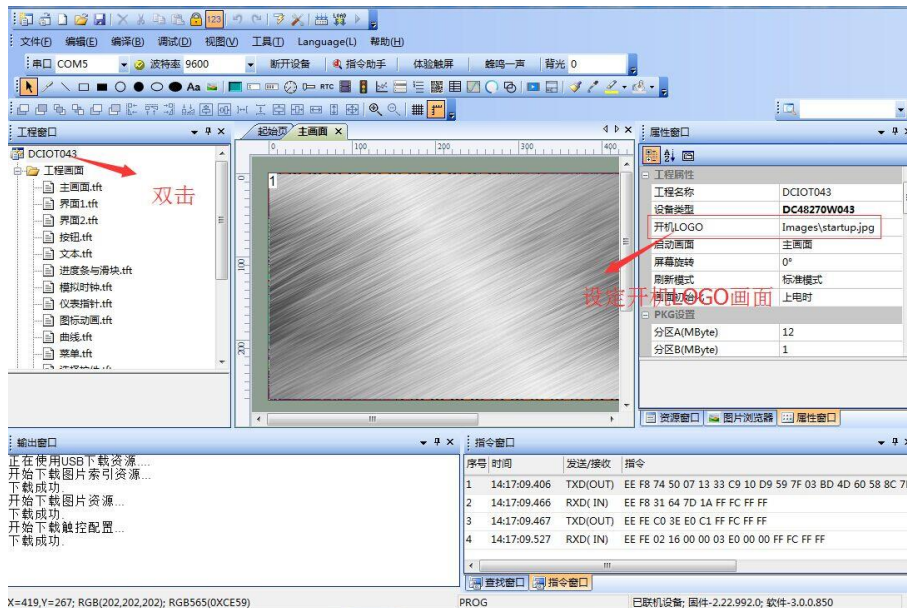 文件(F) 编辑(E) 编译(B) 调试(D) 视图(V) 工具(T) Language(L) 帮助(H)
串口 COM5 波特率 9600 断开设备 指令助手 体验触屏 蜂鸣一声 背光 0
工程窗口
DCIOT043
工程画面
主画面.tft
界面1.tft
界面2.tft
按钮.tft
文本.tft
进度条与滑块.tft
模拟时钟.tft
仪表指针.tft
图标动画.tft
曲线.tft
菜单.tft
双击
起始页 主画面
0 100 200 300 400
0
100
200
1
属性窗口
工程属性
工程名称 DCIOT043
设备类型 DC48270W043
开机LOGO Images\startup.jpg
启动画面 主画面
屏幕旋转 0°
刷新模式 标准模式
画面初始化 上电时
设定开机LOGO画面
PKG设置
分区A(MByte) 12
分区B(MByte) 1
资源窗口 图片浏览器 属性窗口
输出窗口
正在使用USB下载资源....
开始下载图片索引资源...
下载成功.
开始下载图片资源...
下载成功.
开始下载触控配置...
下载成功.
指令窗口
序号 时间 发送/接收 指令
1 14:17:09.406 TXD(OUT) EE F8 74 50 07 13 33 C9 10 D9 59 7F 03 BD 4D 60 58 8C
2 14:17:09.466 RXD( IN) EE F8 31 64 7D 1A FF FC FF FF
3 14:17:09.467 TXD(OUT) EE FE C0 3E E0 C1 FF FC FF FF
4 14:17:09.527 RXD( IN) EE FE 02 16 00 00 03 E0 00 00 FF FC FF FF
查找窗口 指令窗口
X=419,Y=267; RGB(202,202,202); RGB565(0XCE59) PROG 已联机设备; 固件-2.22.992.0; 软件-3.0.0.850